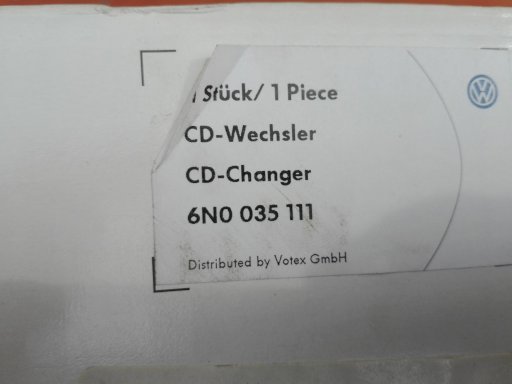 1 Stück/ 1 Piece
CD-Wechsler
CD-Changer
6N0 035 111
Distributed by Votex GmbH